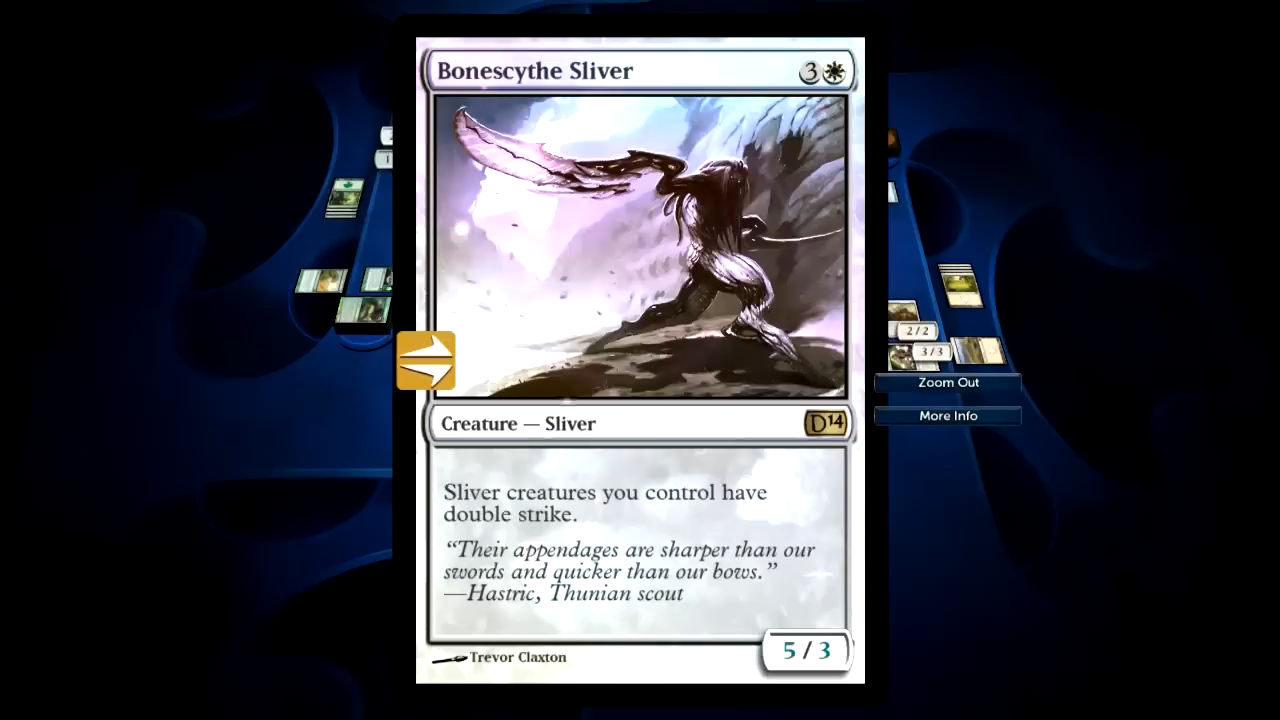 Bonescythe Sliver
3
Creature — Sliver
D14
Sliver creatures you control have
double strike.
“Their appendages are sharper than our
swords and quicker than our bows.”
—Hastric, Thunian scout
Trevor Claxton
5 / 3
2/2
3/3
Zoom Out
More Info